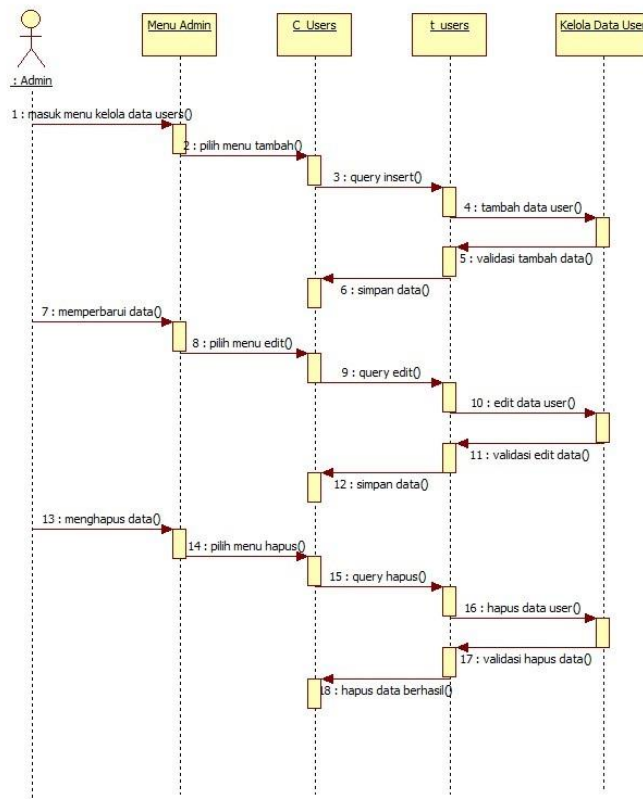 Menu Admin
C_Users
t_users
Kelola Data User
: Admin
1 : masuk menu kelola data users()
2 : pilih menu tambah()
3 : query insert()
4 : tambah data user()
5 : validasi tambah data()
6 : simpan data()
7 : memperbarui data()
8 : pilih menu edit()
9 : query edit()
10 : edit data user()
11 : validasi edit data()
12 : simpan data()
13 : menghapus data()
14 : pilih menu hapus()
15 : query hapus()
16 : hapus data user()
17 : validasi hapus data()
18 : hapus data berhasil()